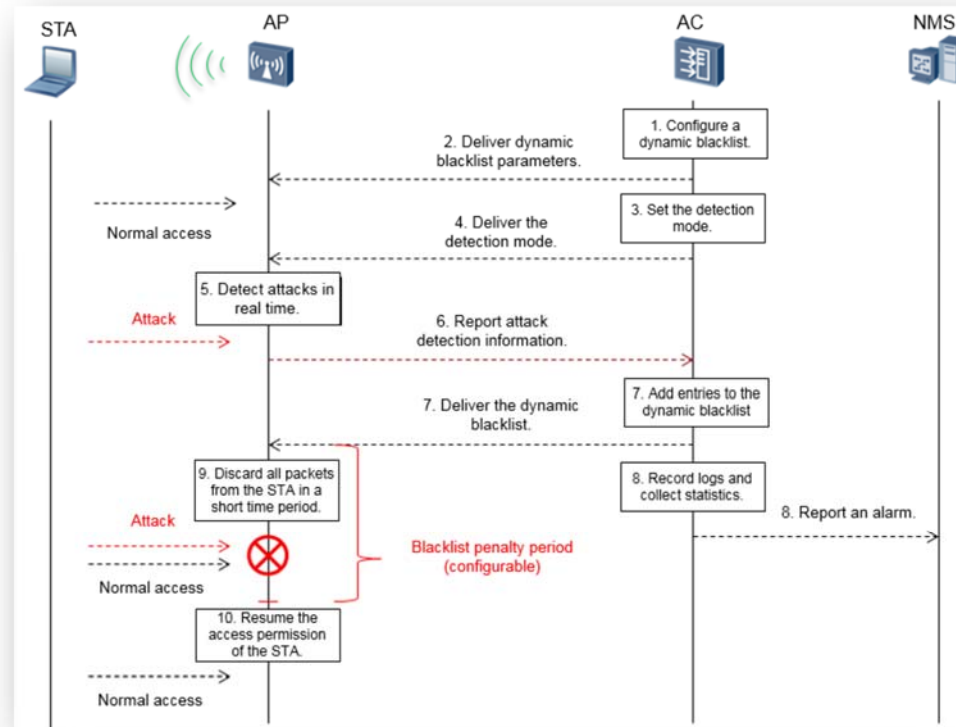 STA
AP
AC
NMS
1. Configure a
dynamic blacklist.
2. Deliver dynamic
blacklist parameters.
3. Set the detection
mode.
Normal access
4. Deliver the
detection mode.
5. Detect attacks in
real time.
Attack
6. Report attack
detection information.
7. Add entries to the
dynamic blacklist
7. Deliver the dynamic
blacklist.
9. Discard all packets
from the STA in a
short time period.
8. Record logs and
collect statistics.
8. Report an alarm.
Attack
Blacklist penalty period
(configurable)
Normal access
10. Resume the
access permission
of the STA.
Normal access